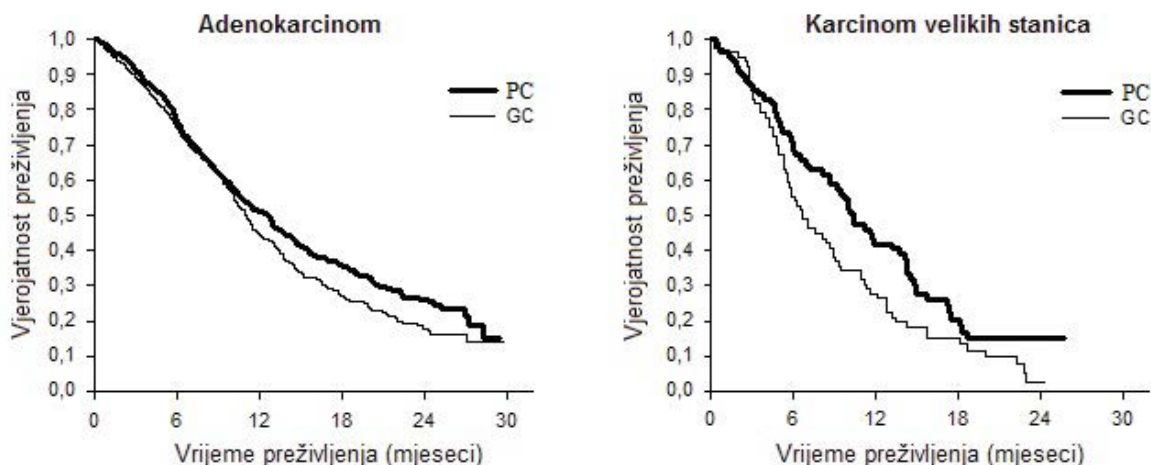 Adenokarcinom
1,0
0,9
0,8
0,7
0,6
0,5
0,4
0,3
0,2
0,1
0,0
Vjerojatnost preživljenja
PC
GC
0 6 12 18 24 30
Vrijeme preživljenja (mjeseci)
Karcinom velikih stanica
1,0
0,9
0,8
0,7
0,6
0,5
0,4
0,3
0,2
0,1
0,0
Vjerojatnost preživljenja
PC
GC
0 6 12 18 24 30
Vrijeme preživljenja (mjeseci)